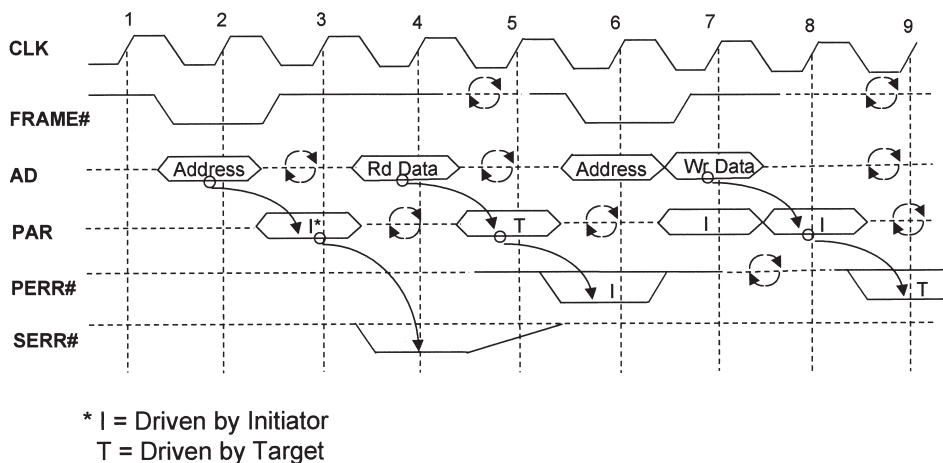 1 2 3 4 5 6 7 8 9
CLK
FRAME#
AD Address Rd Data Address Wr Data
PAR I* T I I
PERR# I T
SERR#
* I = Driven by Initiator
T = Driven by Target